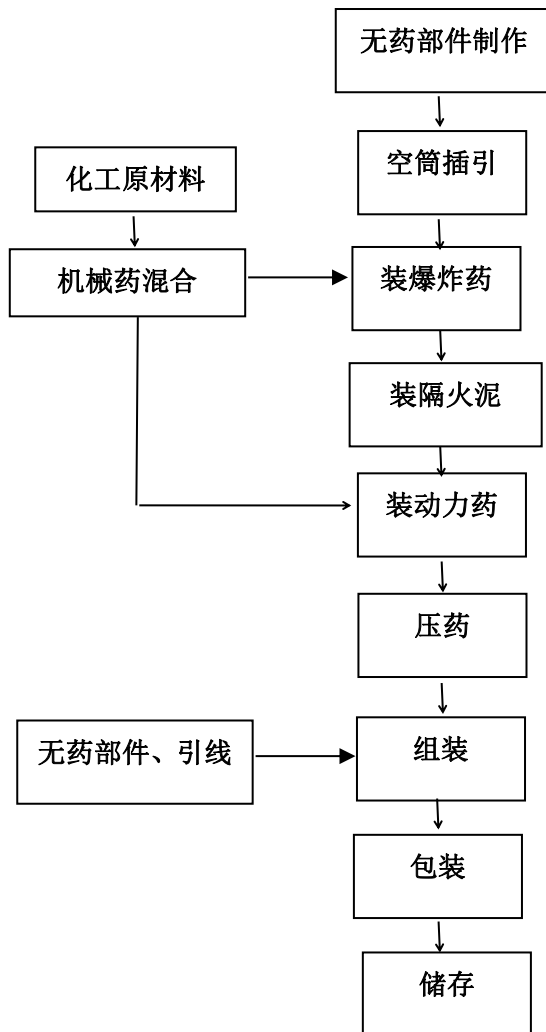 无药部件制作
空筒插引
化工原材料
机械药混合
装爆炸药
装隔火泥
装动力药
压药
无药部件、引线
组装
包装
储存